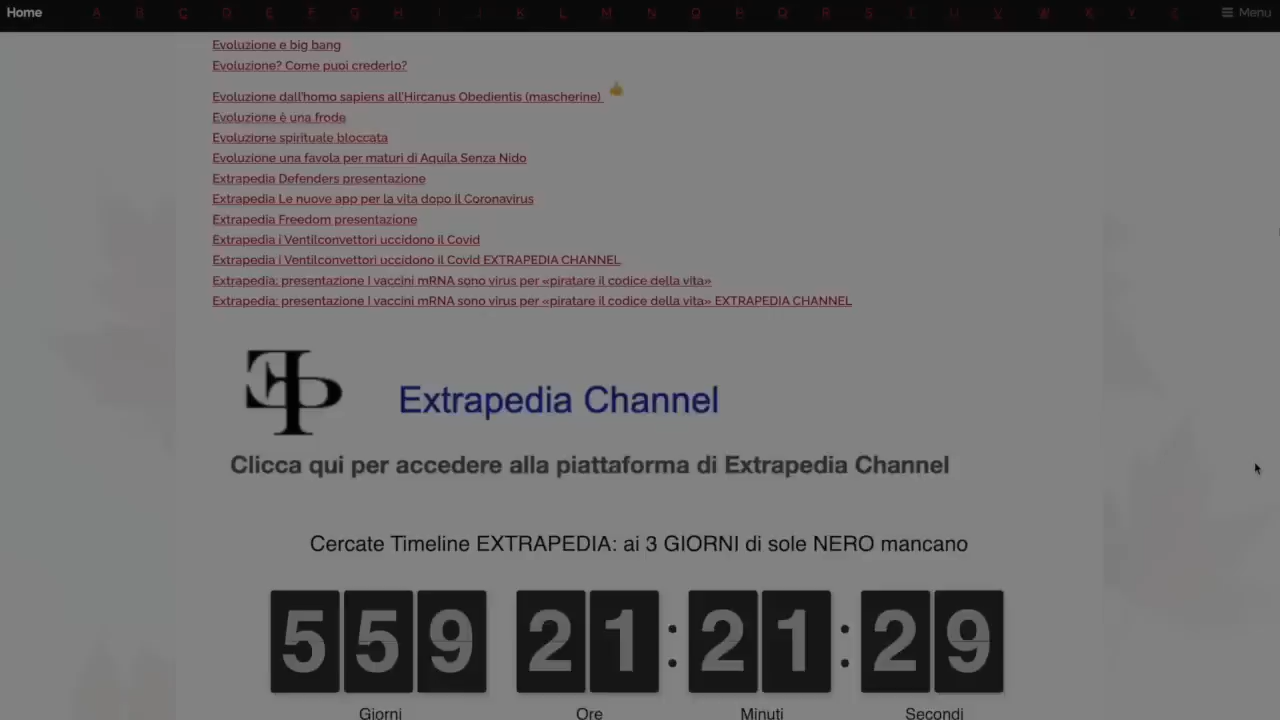 Home A B C D E F G H I J K L M N O P Q R S T U V W X Y Z Menu
Evoluzione e big bang
Evoluzione? Come puoi crederlo?
Evoluzione dall'homo sapiens all'Hircanus Obedientis (mascherine)
Evoluzione è una frode
Evoluzione spirituale bloccata
Evoluzione una favola per maturi di Aquila Senza Nido
Extrapedia Defenders presentazione
Extrapedia Le nuove app per la vita dopo il Coronavirus
Extrapedia Freedom presentazione
Extrapedia i Ventilconvettori uccidono il Covid
Extrapedia i Ventilconvettori uccidono il Covid EXTRAPEDIA CHANNEL
Extrapedia: presentazione I vaccini mRNA sono virus per «piratare il codice della vita»
Extrapedia: presentazione I vaccini mRNA sono virus per «piratare il codice della vita» EXTRAPEDIA CHANNEL
EP Extrapedia Channel
Clicca qui per accedere alla piattaforma di Extrapedia Channel
Cercate Timeline EXTRAPEDIA: ai 3 GIORNI di sole NERO mancano
559 21:21:29
Giorni Ore Minuti Secondi